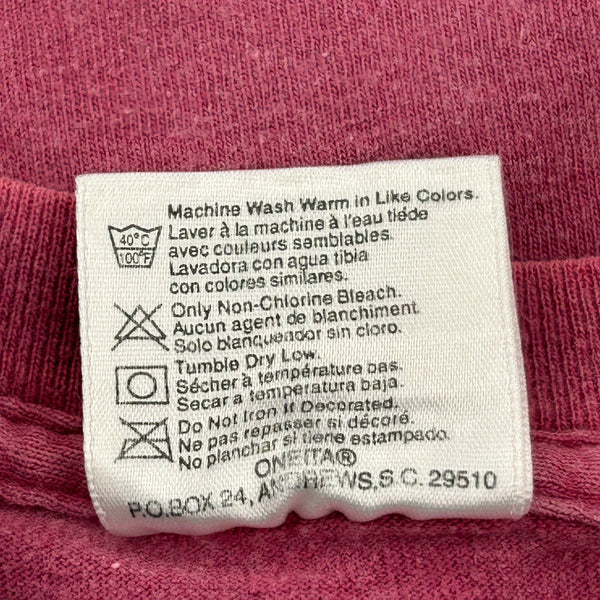 Machine Wash Warm in Like Colors.
Laver à la machine à l'eau tiède
avec couleurs semblables.
Lavadora con agua tibia
con colores similares.
40°C
100°F
Only Non-Chlorine Bleach.
Aucun agent de blanchiment
Solo blanqueador sin cloro.
Tumble Dry Low.
Sécher à température bas.
Secar a temperatura baja.
Do Not Iron If Decorated.
Ne pas repasser si décoré.
No planchar si tiene estampado.
ONEITA®
P.O.BOX 24, ANDREWS,S.C. 29510